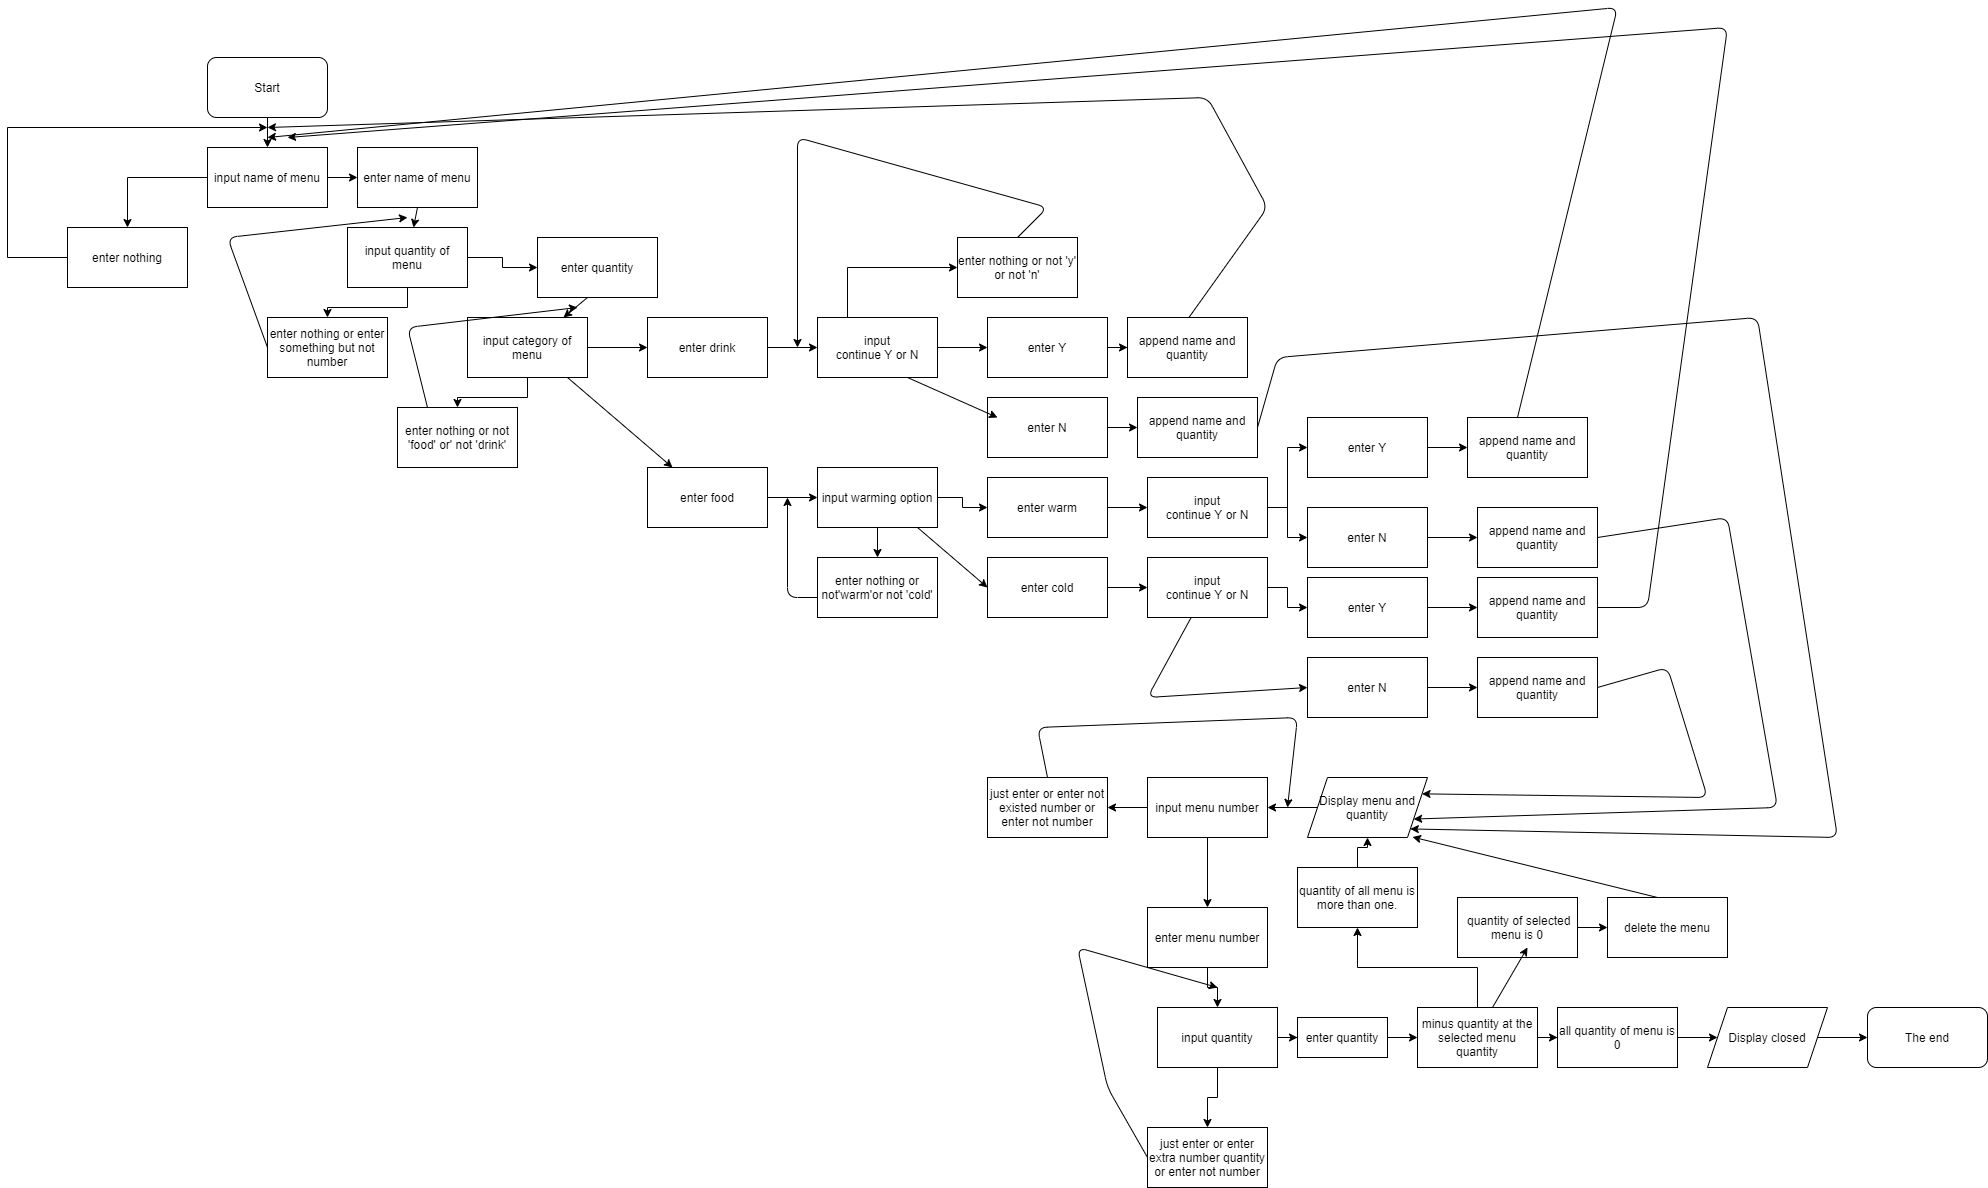 Start
input name of menu
enter name of menu
enter nothing
input quantity of
menu
enter quantity
enter nothing or not 'y'
or not 'n'
enter nothing or enter
something but not
number
input category of
menu
enter drink
input
continue Y or N
enter Y
append name and
quantity
enter nothing or not
'food' or' not 'drink'
enter N
append name and
quantity
enter Y
append name and
quantity
enter food
input warming option
enter warm
input
continue Y or N
enter N
append name and
quantity
enter nothing or
not'warm'or not 'cold'
enter cold
input
continue Y or N
enter Y
append name and
quantity
enter N
append name and
quantity
just enter or enter not
existed number or
enter not number
input menu number
Display menu and
quantity
quantity of all menu is
more than one.
enter menu number
quantity of selected
menu is 0
delete the menu
input quantity
enter quantity
minus quantity at the
selected menu
quantity
all quantity of menu is
0
Display closed
The end
just enter or enter
extra number quantity
or enter not number